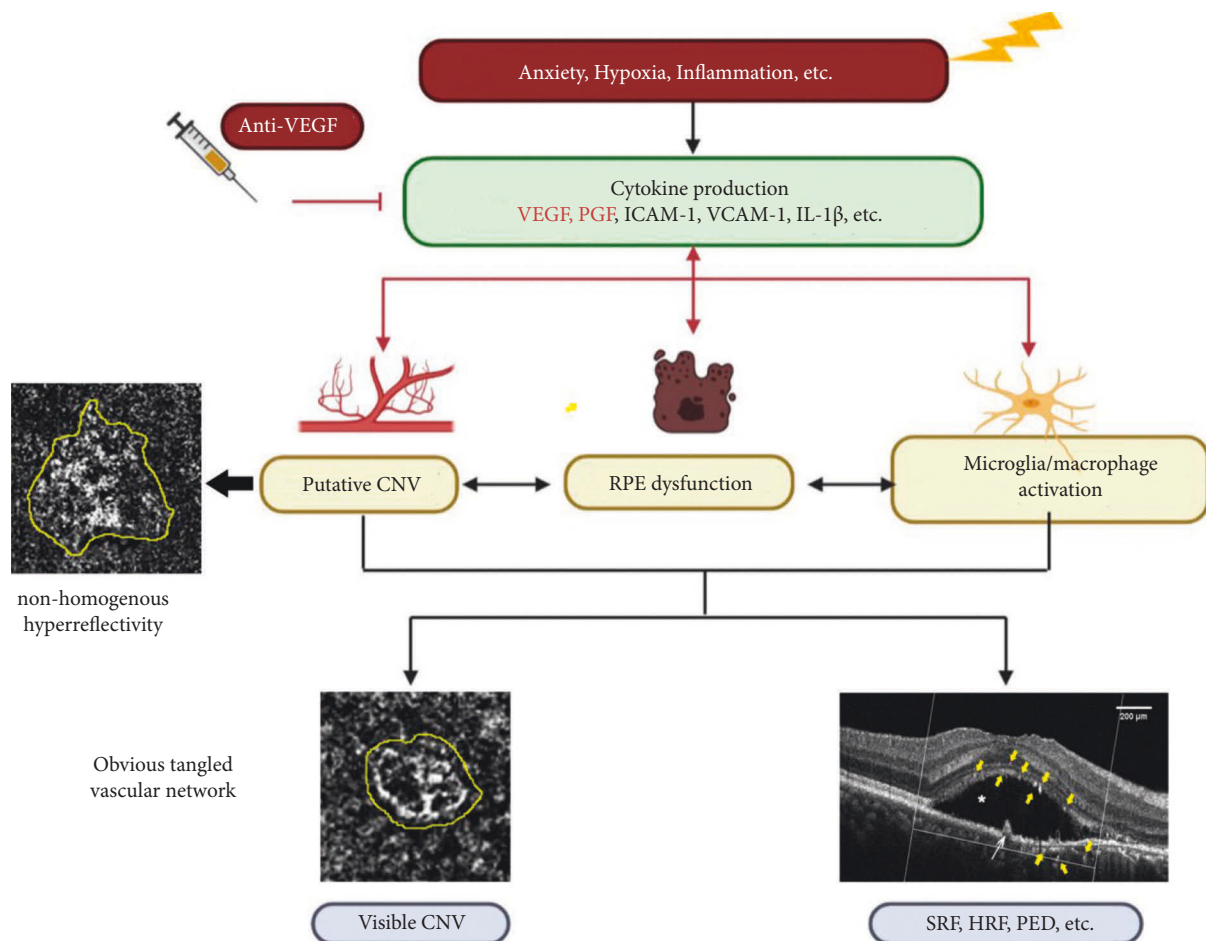 Anxiety, Hypoxia, Inflammation, etc.
Anti-VEGF
Cytokine production
VEGF, PGF, ICAM-1, VCAM-1, IL-1β, etc.
Putative CNV
RPE dysfunction
Microglia/macrophage
activation
non-homogenous
hyperreflectivity
200 μm
*
Obvious tangled
vascular network
Visible CNV
SRF, HRF, PED, etc.